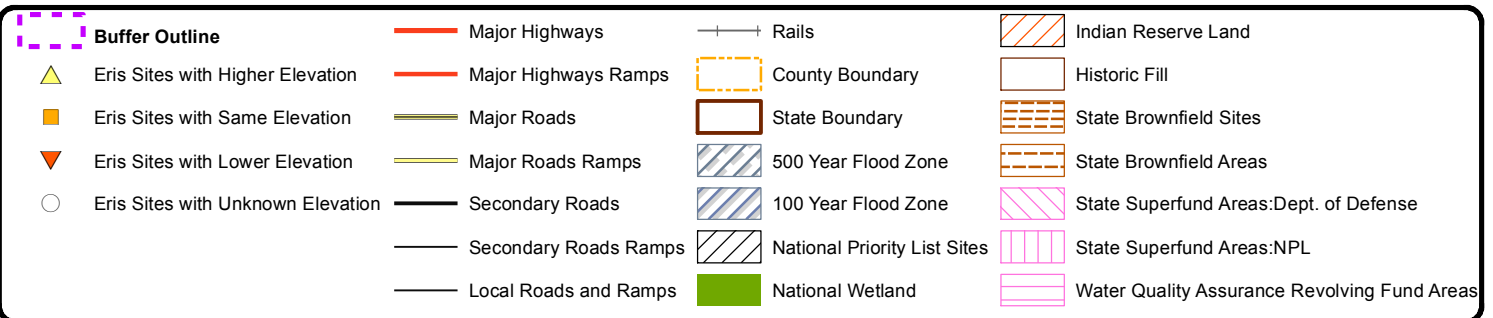 Buffer Outline
Eris Sites with Higher Elevation
Eris Sites with Same Elevation
Eris Sites with Lower Elevation
Eris Sites with Unknown Elevation
Major Highways
Major Highways Ramps
Major Roads
Major Roads Ramps
Secondary Roads
Secondary Roads Ramps
Local Roads and Ramps
Rails
County Boundary
State Boundary
500 Year Flood Zone
100 Year Flood Zone
National Priority List Sites
National Wetland
Indian Reserve Land
Historic Fill
State Brownfield Sites
State Brownfield Areas
State Superfund Areas:Dept. of Defense
State Superfund Areas:NPL
Water Quality Assurance Revolving Fund Areas